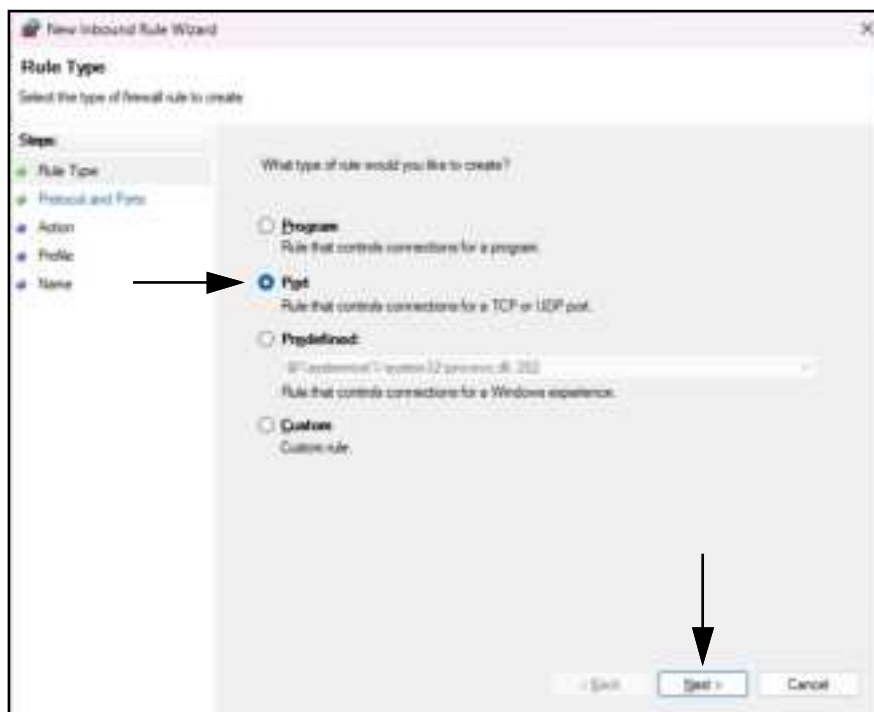 New Inbound Rule Wizard
Rule Type
Select the type of firewall rule to create.
Steps:
Rule Type
Protocol and Ports
Action
Profile
Name
What type of rule would you like to create?
Program
Rule that controls connections for a program.
Port
Rule that controls connections for a TCP or UDP port.
Predefined:
Rule that controls connections for a Windows experience.
Custom
Custom rule.
< Back
Next >
Cancel